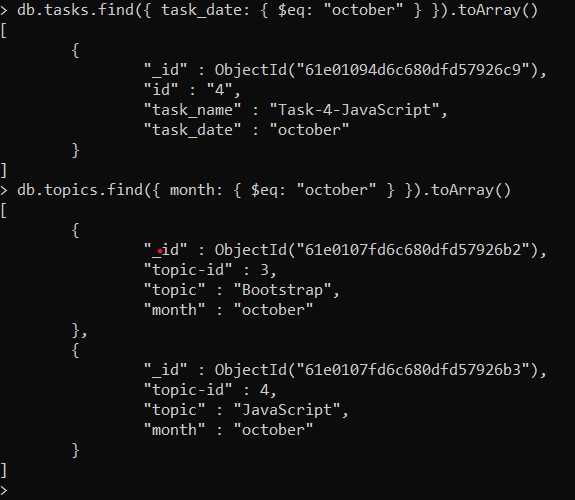 > db.tasks.find({ task_date: { $eq: "october" } }).toArray()
[
        {
                "_id" : ObjectId("61e01094d6c680dfd57926c9"),
                "id" : "4",
                "task_name" : "Task-4-JavaScript",
                "task_date" : "october"
        }
]
> db.topics.find({ month: { $eq: "october" } }).toArray()
[
        {
                "_id" : ObjectId("61e0107fd6c680dfd57926b2"),
                "topic-id" : 3,
                "topic" : "Bootstrap",
                "month" : "october"
        },
        {
                "_id" : ObjectId("61e0107fd6c680dfd57926b3"),
                "topic-id" : 4,
                "topic" : "JavaScript",
                "month" : "october"
        }
]
>